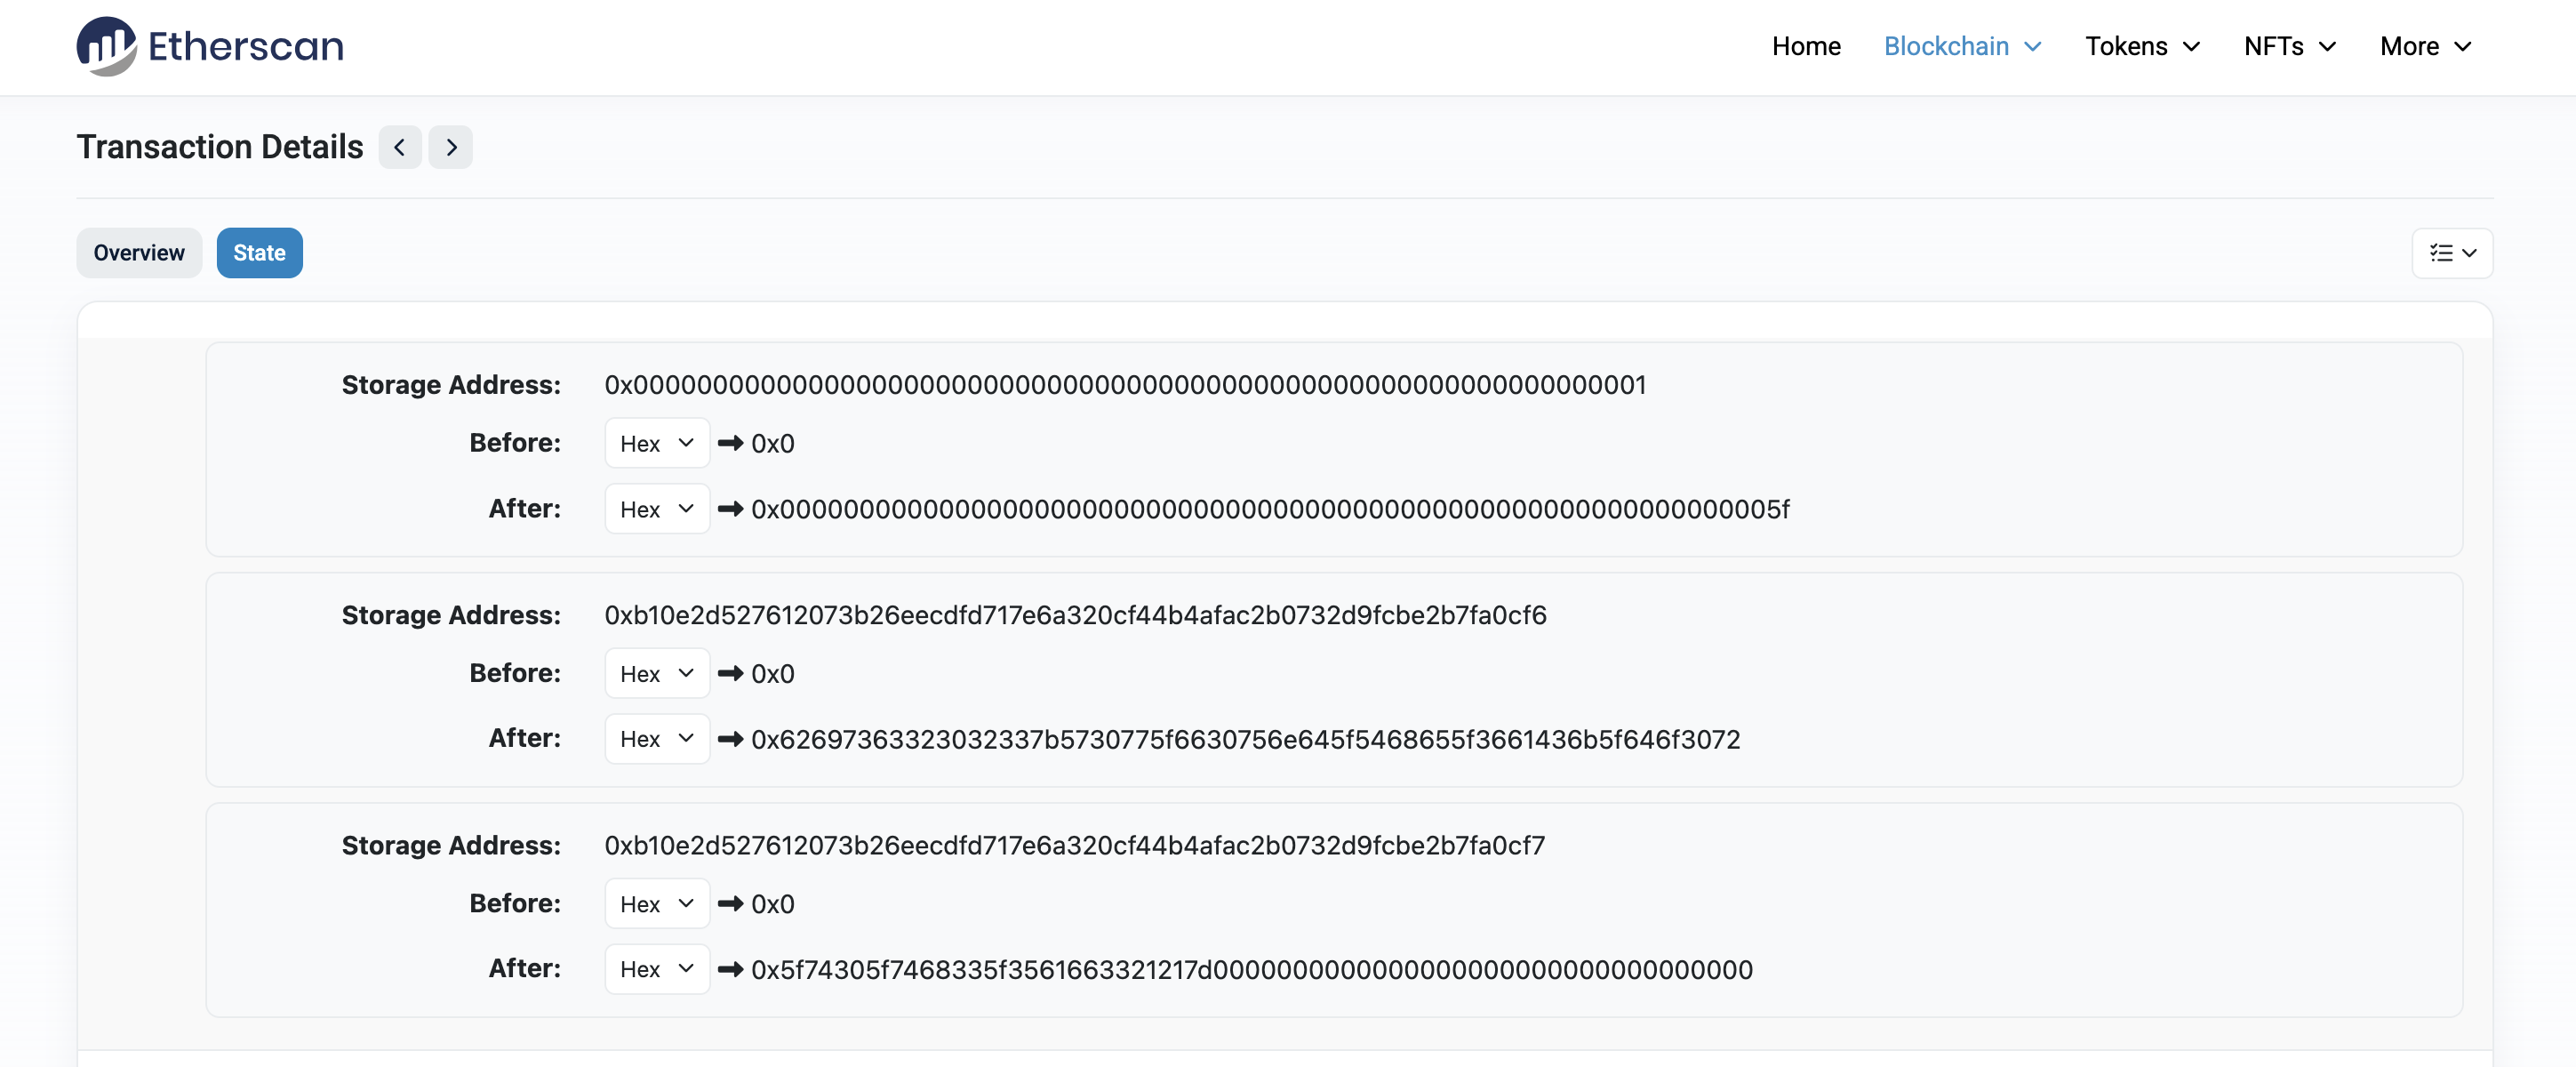 Etherscan
Home Blockchain Tokens NFTs More
Transaction Details
Overview State
Storage Address: 0x0000000000000000000000000000000000000000000000000000000000000001
Before: Hex 0x0
After: Hex 0x000000000000000000000000000000000000000000000000000000000000005f
Storage Address: 0xb10e2d527612073b26eecdfd717e6a320cf44b4afac2b0732d9fcbe2b7fa0cf6
Before: Hex 0x0
After: Hex 0x62697363323032337b5730775f6630756e645f5468655f3661436b5f646f3072
Storage Address: 0xb10e2d527612073b26eecdfd717e6a320cf44b4afac2b0732d9fcbe2b7fa0cf7
Before: Hex 0x0
After: Hex 0x5f74305f7468335f3561663321217d0000000000000000000000000000000000